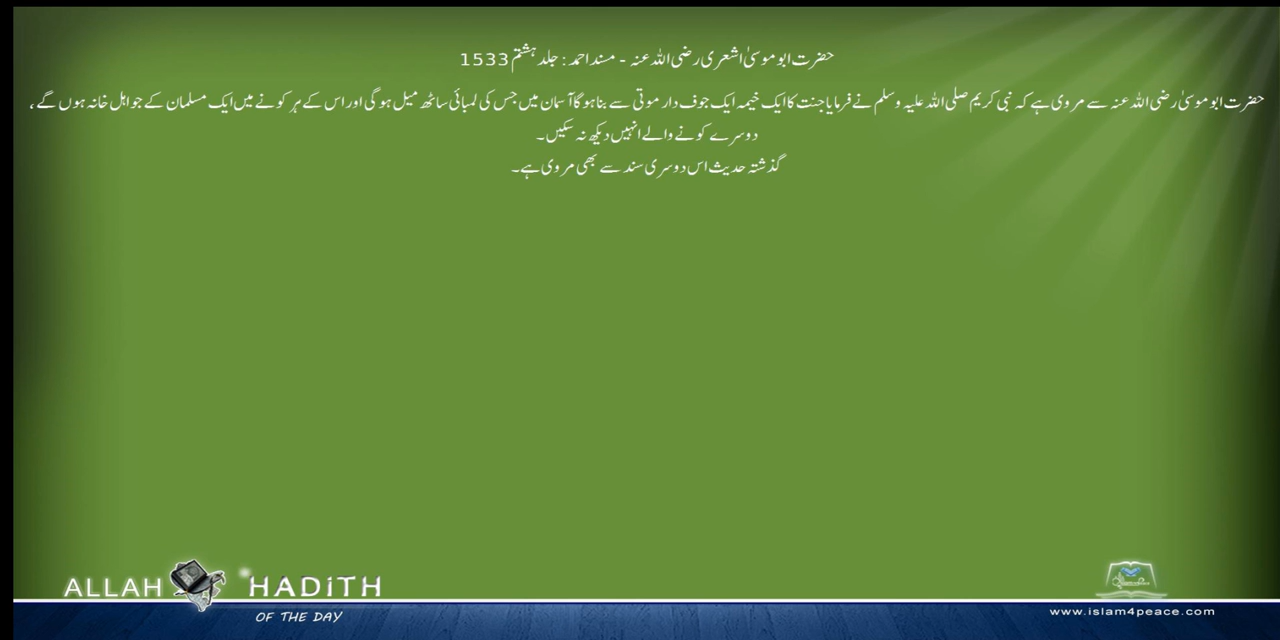 حضرت ابوموسیٰ اشعری رضی اللہ عنہ - مسند احمد : جلد ہشتم 1533
حضرت ابوموسیٰ رضی اللہ عنہ سے مروی ہے کہ نبی کریم صلی اللہ علیہ وسلم نے فرمایا جنت کا ایک خیمہ ایک جوف دار موتی سے بنا ہوگا آسمان میں جس کی لمبائی ساٹھ میل ہوگی اور اس کے ہر کونے میں ایک مسلمان کے جو اہل خانہ ہوں گے ،
دوسرے کونے والے انہیں دیکھ نہ سکیں۔
گذشتہ حدیث اس دوسری سند سے بھی مروی ہے۔
ALLAH HADITH
OF THE DAY
www.islam4peace.com